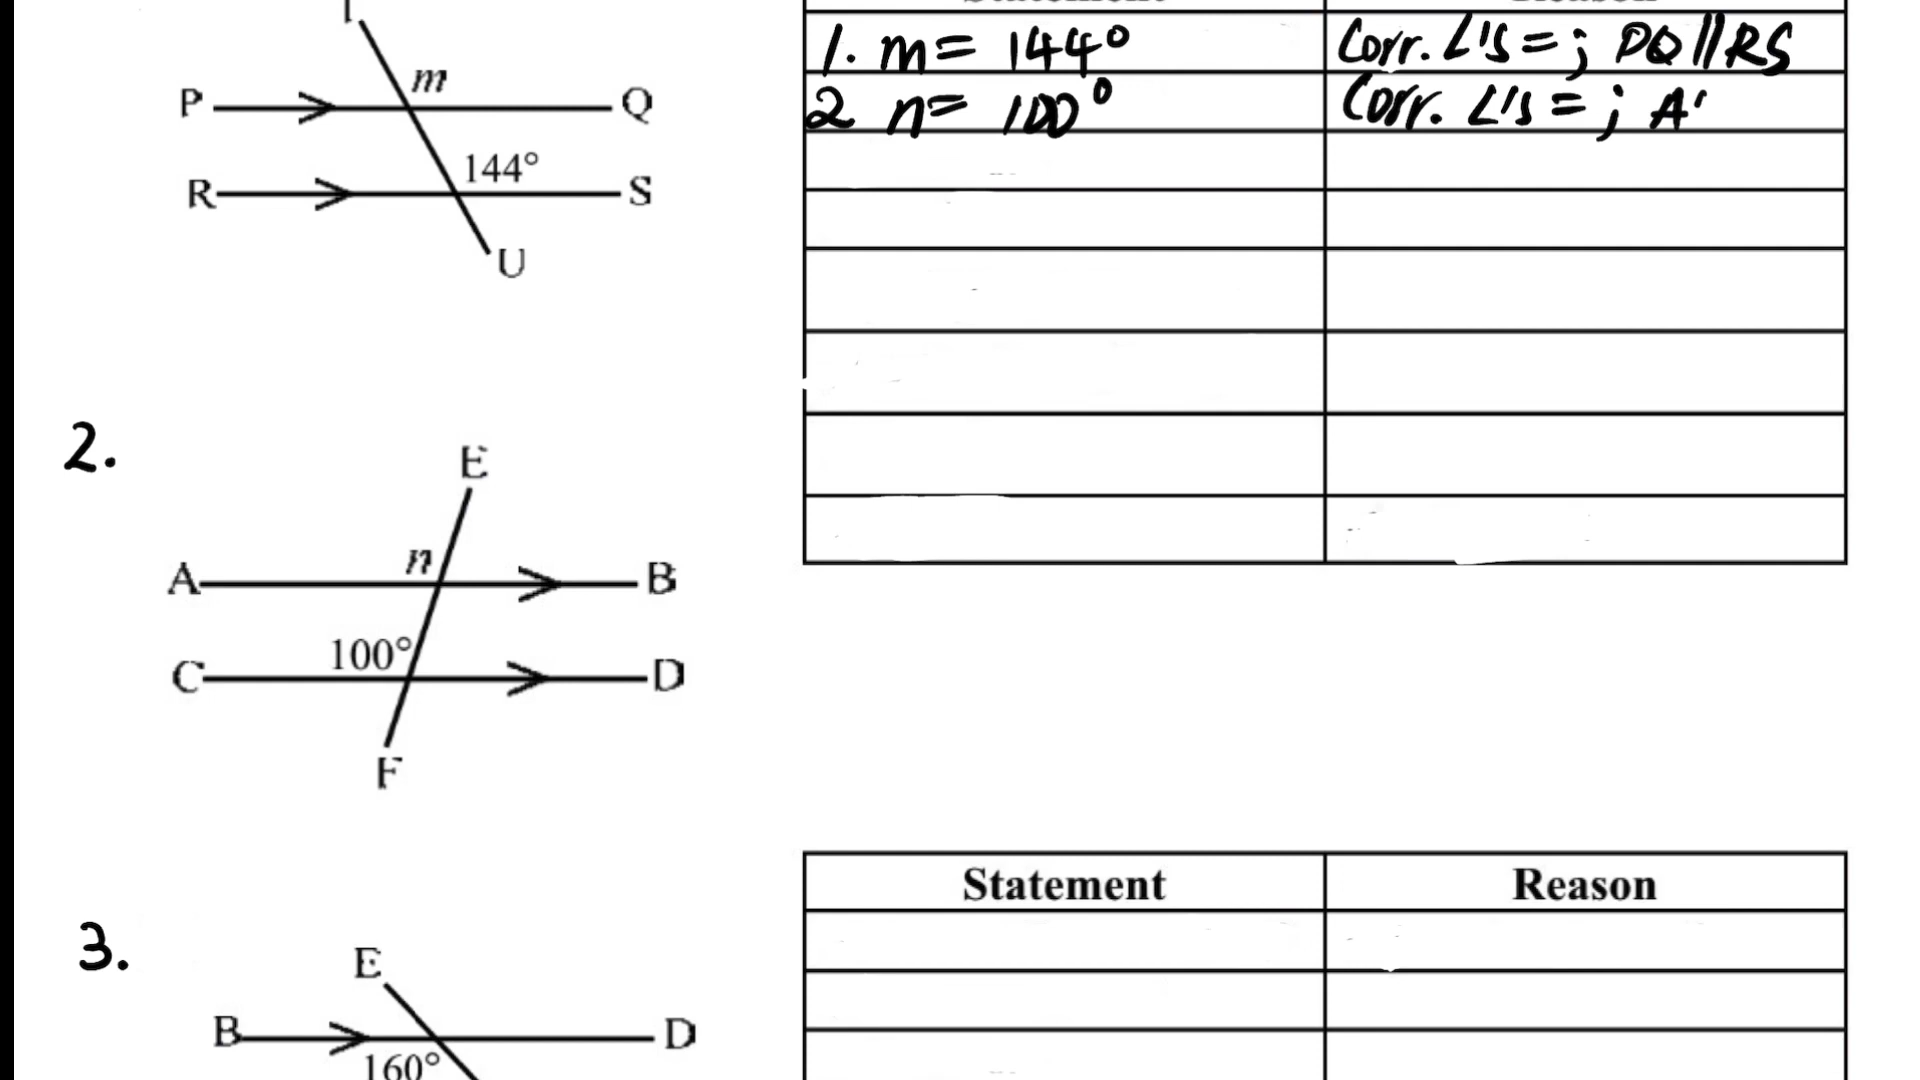 1. m = 144°
Corr. ∠'s = ; PQ // RS
m
P
Q
2 n = 100°
Corr. ∠'s = ; A'
144°
R
S
U
2.
E
n
A
B
100°
C
D
F
Statement
Reason
3.
E
B
D
160°